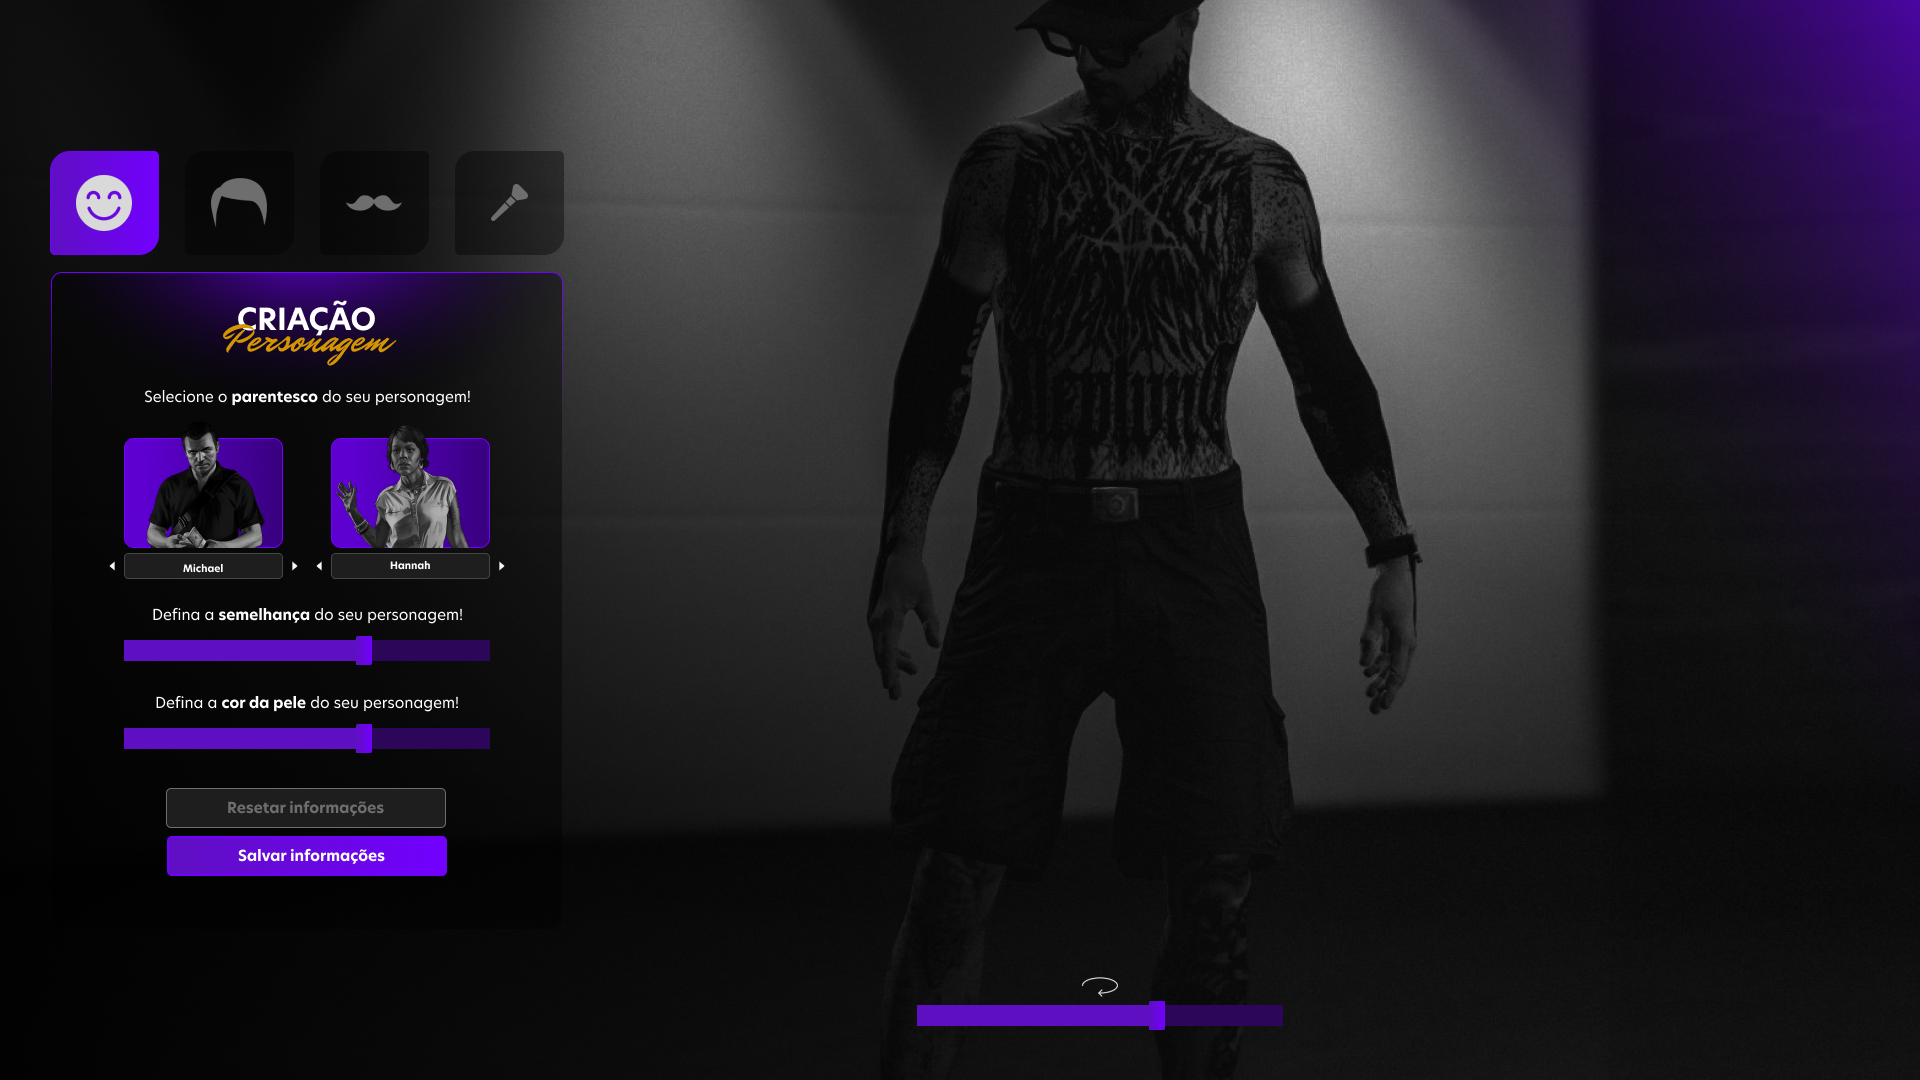 CRIAÇÃO
Personagem
Selecione o parentesco do seu personagem!
Michael
Hannah
Defina a semelhança do seu personagem!
Defina a cor da pele do seu personagem!
Resetar informações
Salvar informações